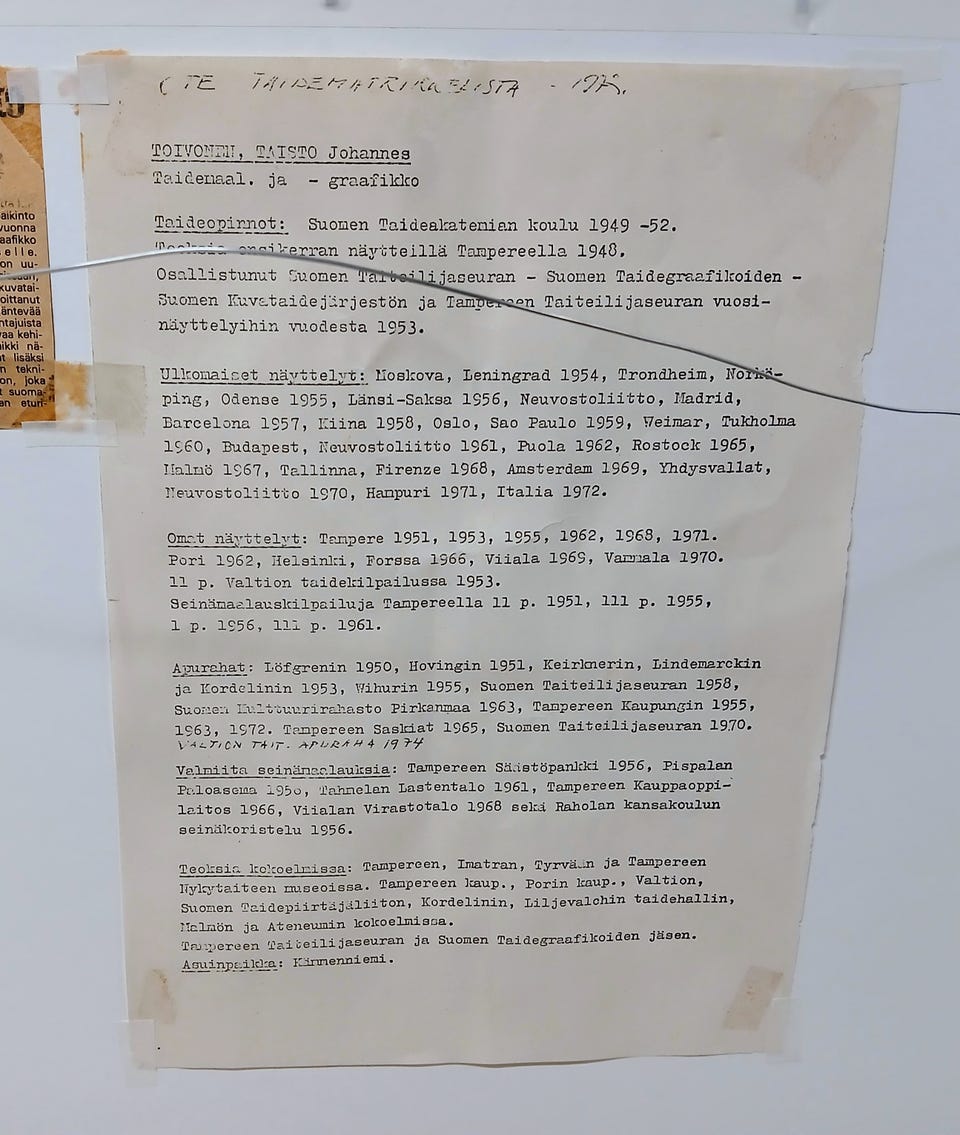 OTE TAIDEMATRIKKELISTA - 1972.
TOIVONEN, TAISTO Johannes
Taidemaal. ja - graafikko
Taideopinnot: Suomen Taideakatemian koulu 1949 -52.
Teoksia ensikerran näytteillä Tampereella 1948.
Osallistunut Suomen Taiteilijaseuran - Suomen Taidegraafikoiden -
Suomen Kuvataidejärjestön ja Tampereen Taiteilijaseuran vuosi-
näyttelyihin vuodesta 1953.
Ulkomaiset näyttelyt: Moskova, Leningrad 1954, Trondheim, Norkö-
ping, Odense 1955, Länsi-Saksa 1956, Neuvostoliitto, Madrid,
Barcelona 1957, Kiina 1958, Oslo, Sao Paulo 1959, Weimar, Tukholma
1960, Budapest, Neuvostoliitto 1961, Puola 1962, Rostock 1965,
Malmö 1967, Tallinna, Firenze 1968, Amsterdam 1969, Yhdysvallat,
Neuvostoliitto 1970, Hampuri 1971, Italia 1972.
Omat näyttelyt: Tampere 1951, 1953, 1955, 1962, 1968, 1971.
Pori 1962, Helsinki, Forssa 1966, Viiala 1969, Vammala 1970.
11 p. Valtion taidekilpailussa 1953.
Seinämaalauskilpailuja Tampereella 11 p. 1951, 111 p. 1955,
1 p. 1956, 111 p. 1961.
Apurahat: Löfgrenin 1950, Hovingin 1951, Keirknerin, Lindemarckin
ja Kordelinin 1953, Wihurin 1955, Suomen Taiteilijaseuran 1958,
Suomen Kulttuurirahasto Pirkanmaa 1963, Tampereen Kaupungin 1955,
1963, 1972. Tampereen Saskiat 1965, Suomen Taiteilijaseuran 1970.
VALTION TAIT. APURAHA 1974
Valmiita seinämaalauksia: Tampereen Säästöpankki 1956, Pispalan
Paloasema 1956, Tahmelan Lastentalo 1961, Tampereen Kauppaoppi-
laitos 1966, Viialan Virastotalo 1968 sekä Raholan kansakoulun
seinäkoristelu 1956.
Teoksia kokoelmissa: Tampereen, Imatran, Tyrvään ja Tampereen
Nykytaiteen museoissa. Tampereen kaup., Porin kaup., Valtion,
Suomen Taidepiirtäjäliiton, Kordelinin, Liljevalchin taidehallin,
Malmön ja Ateneumin kokoelmissa.
Tampereen Taiteilijaseuran ja Suomen Taidegraafikoiden jäsen.
Asuinpaikka: Kämmenniemi.